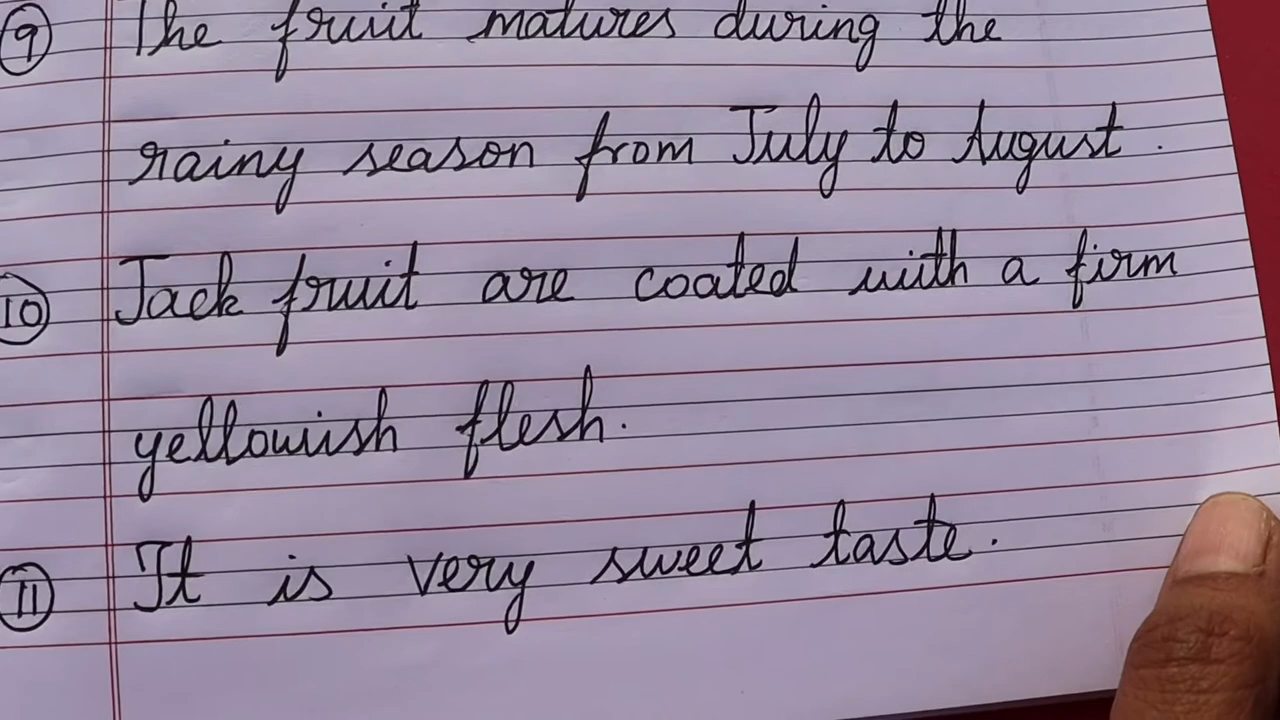 9 The fruit matures during the
rainy season from July to August.
10 Jack fruit are coated with a firm
yellowish flesh.
11 It is very sweet taste.